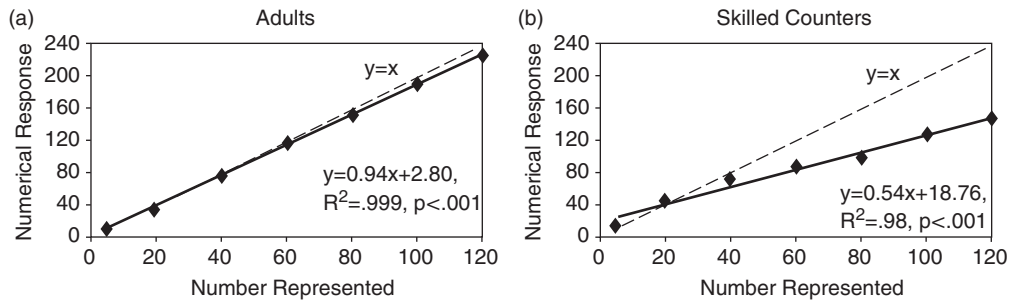 (a)
Adults
Numerical Response
240
200
160
120
80
40
0
y=x
y=0.94x+2.80,
R²=.999, p<.001
0 20 40 60 80 100 120
Number Represented
(b)
Skilled Counters
Numerical Response
240
200
160
120
80
40
0
y=x
y=0.54x+18.76,
R²=.98, p<.001
0 20 40 60 80 100 120
Number Represented